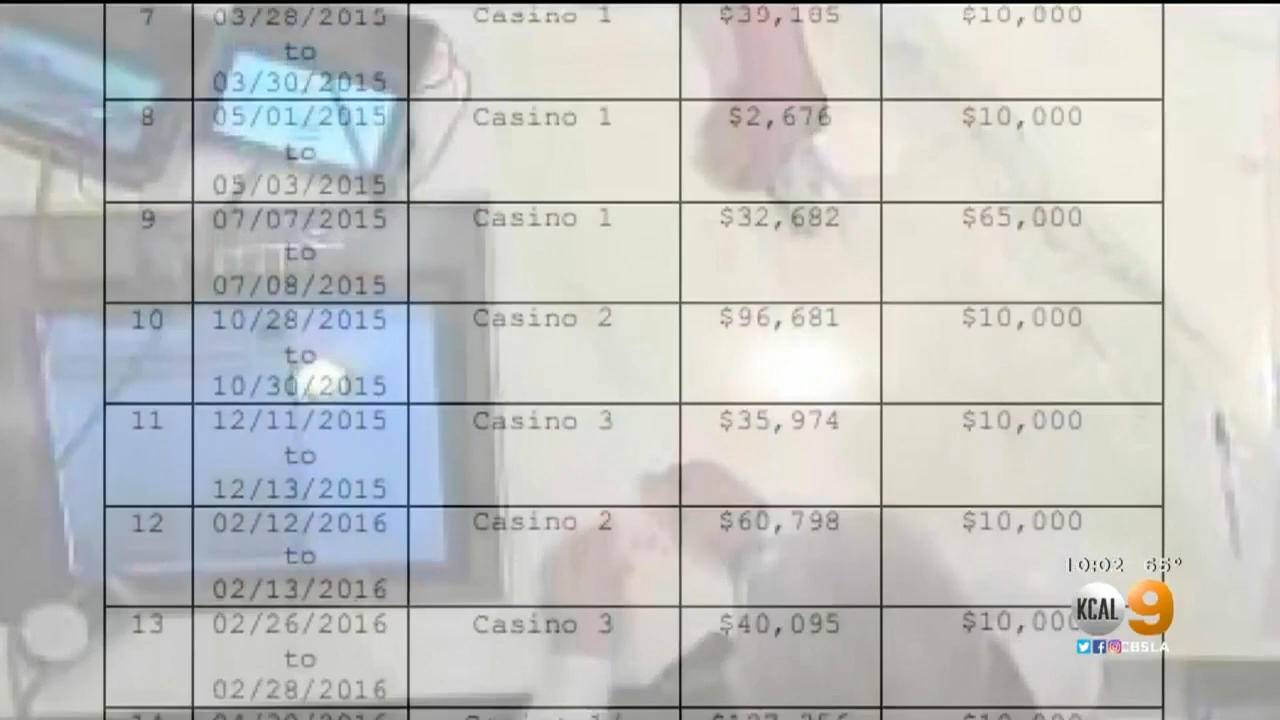 7 03/28/2015 Casino 1 $39,185 $10,000
to
03/30/2015
8 05/01/2015 Casino 1 $2,676 $10,000
to
05/03/2015
9 07/07/2015 Casino 1 $32,682 $65,000
to
07/08/2015
10 10/28/2015 Casino 2 $96,681 $10,000
to
10/30/2015
11 12/11/2015 Casino 3 $35,974 $10,000
to
12/13/2015
12 02/12/2016 Casino 2 $60,798 $10,000
to
02/13/2016
10:02 65°
KCAL 9
13 02/26/2016 Casino 3 $40,095 $10,000
CBSLA
to
02/28/2016